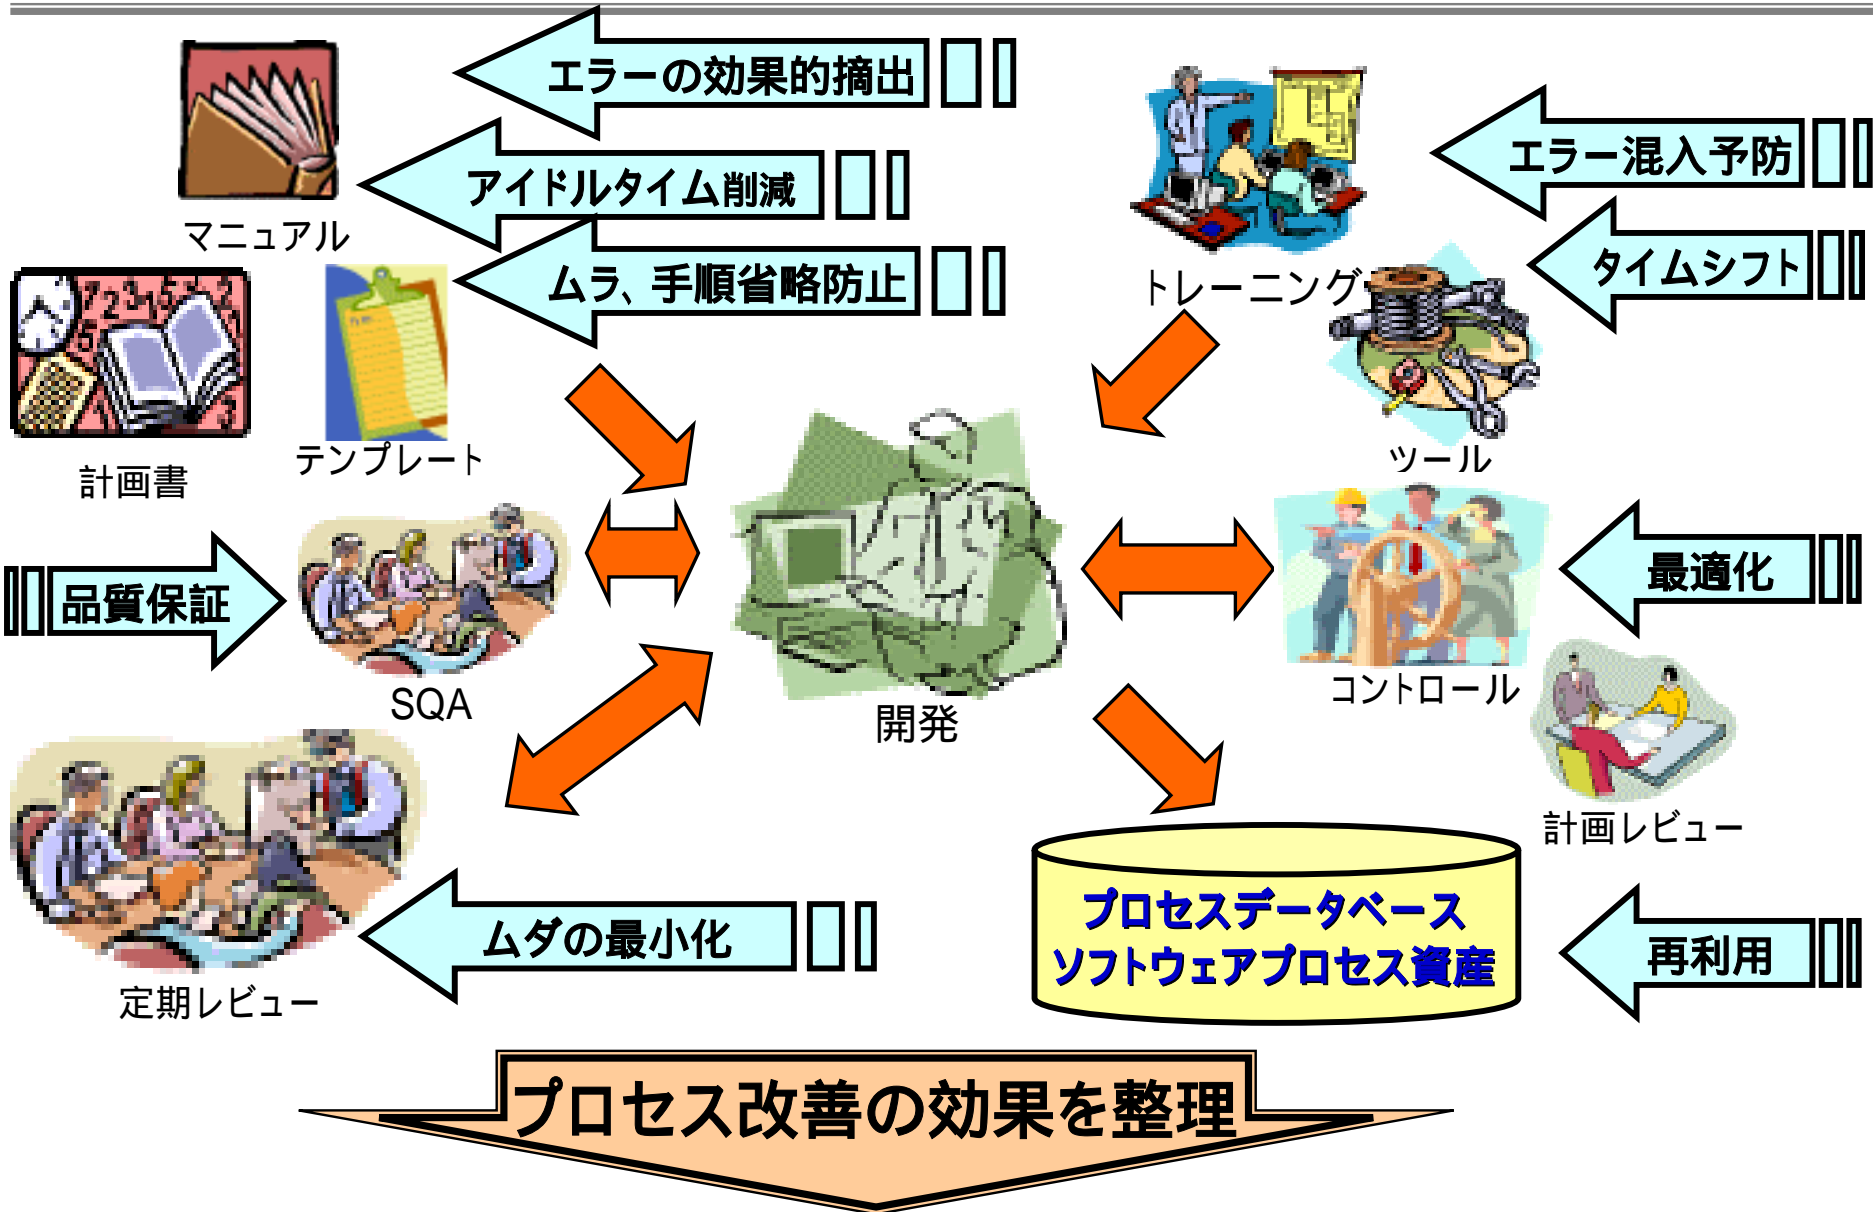 エラーの効果的摘出
アイドルタイム削減
ムラ、手順省略防止
マニュアル
計画書
テンプレート
エラー混入予防
タイムシフト
トレーニング
ツール
品質保証
SQA
開発
コントロール
最適化
計画レビュー
定期レビュー
ムダの最小化
プロセスデータベース
ソフトウェアプロセス資産
再利用
プロセス改善の効果を整理